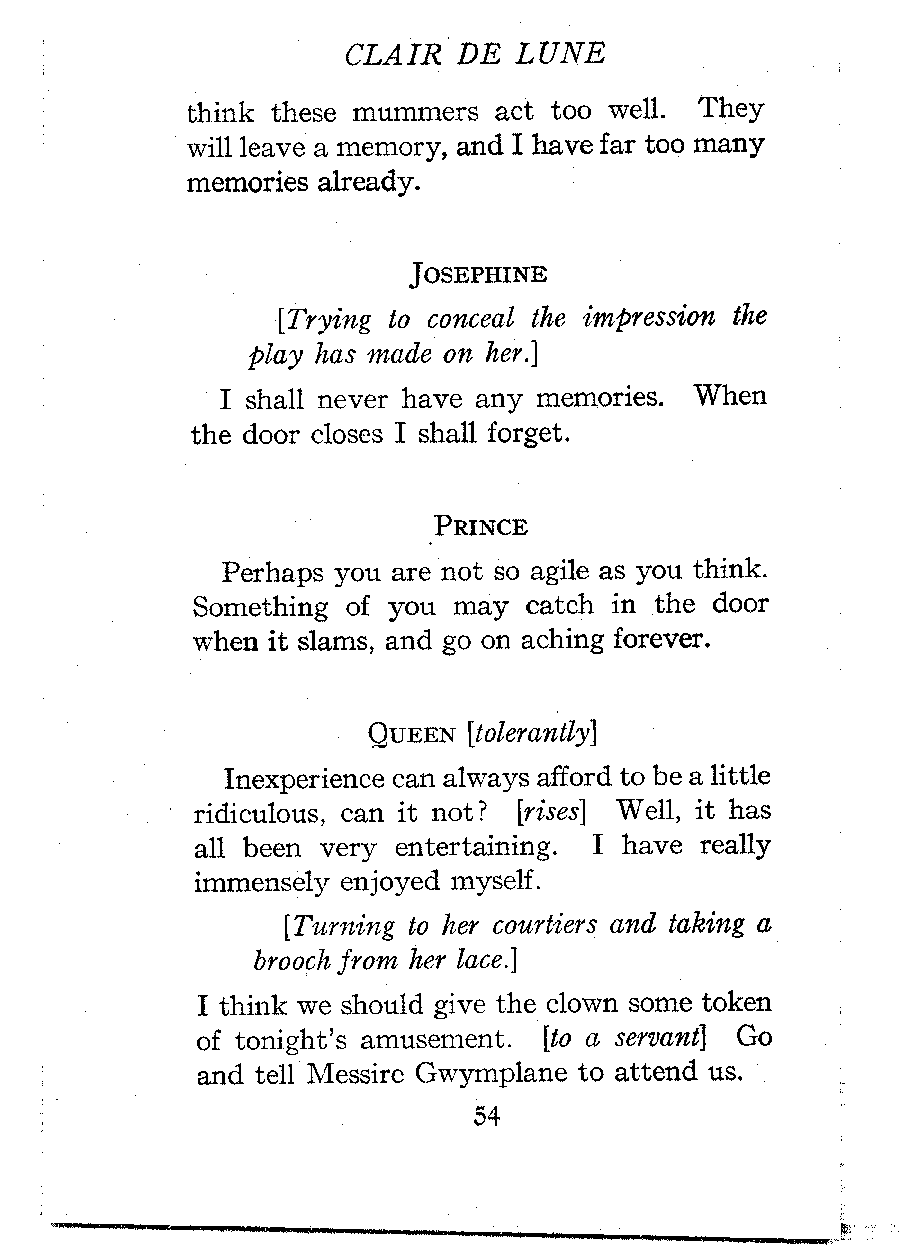 CLAIR DE LUNE
think these mummers act too well. They
will leave a memory, and I have far too many
memories already.
JOSEPHINE
[Trying to conceal the impression the
play has made on her.]
I shall never have any memories. When
the door closes I shall forget.
PRINCE
Perhaps you are not so agile as you think.
Something of you may catch in the door
when it slams, and go on aching forever.
QUEEN [tolerantly]
Inexperience can always afford to be a little
ridiculous, can it not? [rises] Well, it has
all been very entertaining. I have really
immensely enjoyed myself.
[Turning to her courtiers and taking a
brooch from her lace.]
I think we should give the clown some token
of tonight's amusement. [to a servant] Go
and tell Messire Gwymplane to attend us.
54